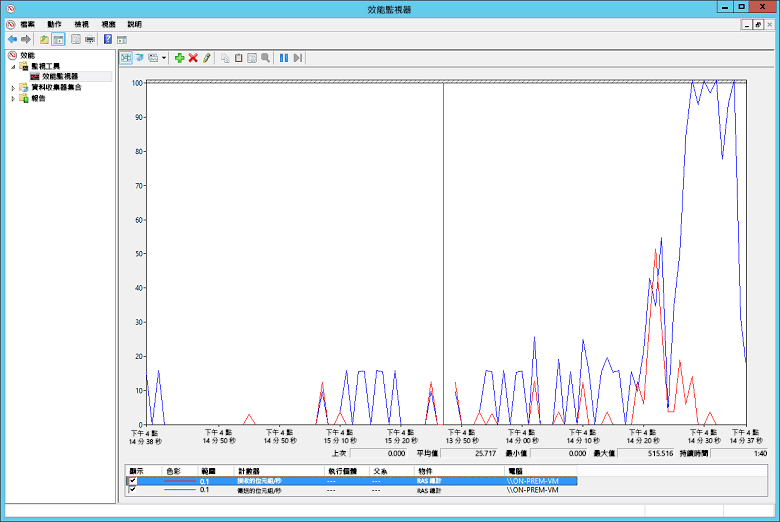 效能監視器
檔案 動作 檢視 視窗 說明
效能
監視工具
效能監視器
資料收集器集合
報告
100
90
80
70
60
50
40
30
20
10
0
下午 4 點 14 分 38 秒
下午 4 點 14 分 50 秒
下午 4 點 14 分 50 秒
下午 4 點 15 分 10 秒
下午 4 點 15 分 20 秒
下午 4 點 13 分 50 秒
下午 4 點 14 分 00 秒
下午 4 點 14 分 10 秒
下午 4 點 14 分 20 秒
下午 4 點 14 分 30 秒
下午 4 點 14 分 37 秒
上次 0.000 平均值 25.717 最小值 0.000 最大值 515.516 持續時間 1:40
顯示 色彩 範圍 計數器 執行個體 父系 物件 電腦
0.1 接收的位元組/秒 --- --- RAS 總計 \\ON-PREM-VM
0.1 傳送的位元組/秒 --- --- RAS 總計 \\ON-PREM-VM